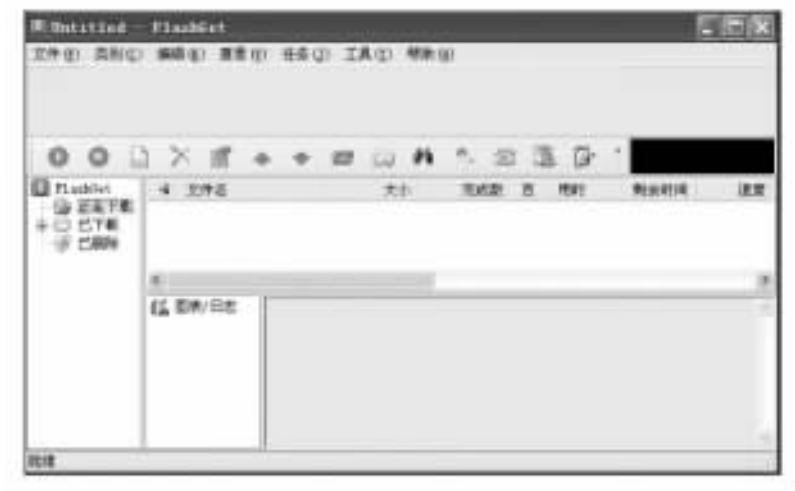 Untitled - FlashGet
文件(F) 类别(C) 编辑(E) 查看(V) 任务(J) 工具(T) 帮助(H)
FlashGet
正在下载
已下载
已删除
文件名 大小 完成数 百 用时 剩余时间 速度
图表/日志
就绪